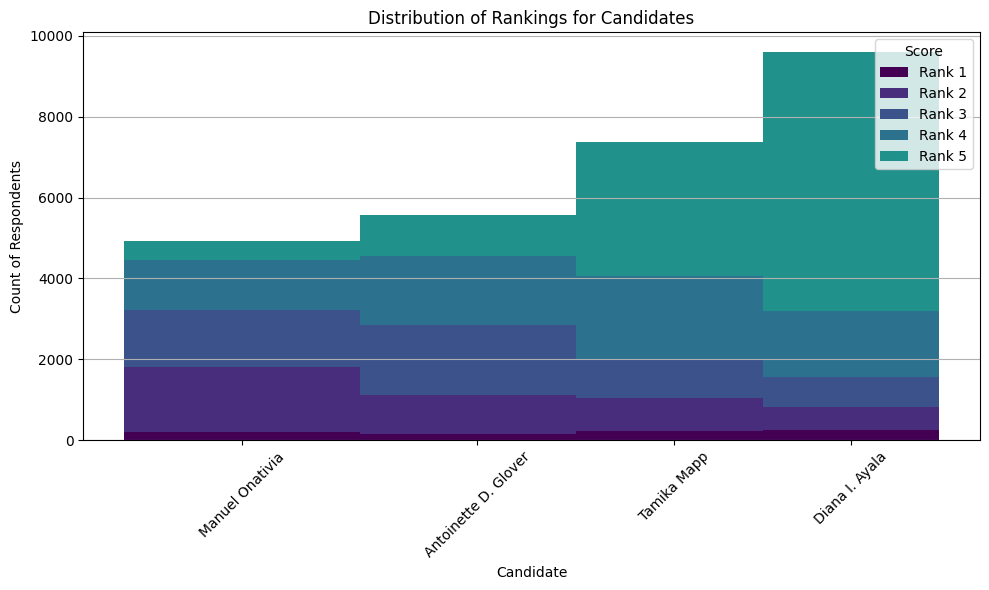 Distribution of Rankings for Candidates
Count of Respondents
10000
8000
6000
4000
2000
0
Score
Rank 1
Rank 2
Rank 3
Rank 4
Rank 5
Manuel Onativia
Antoinette D. Glover
Tamika Mapp
Diana I. Ayala
Candidate